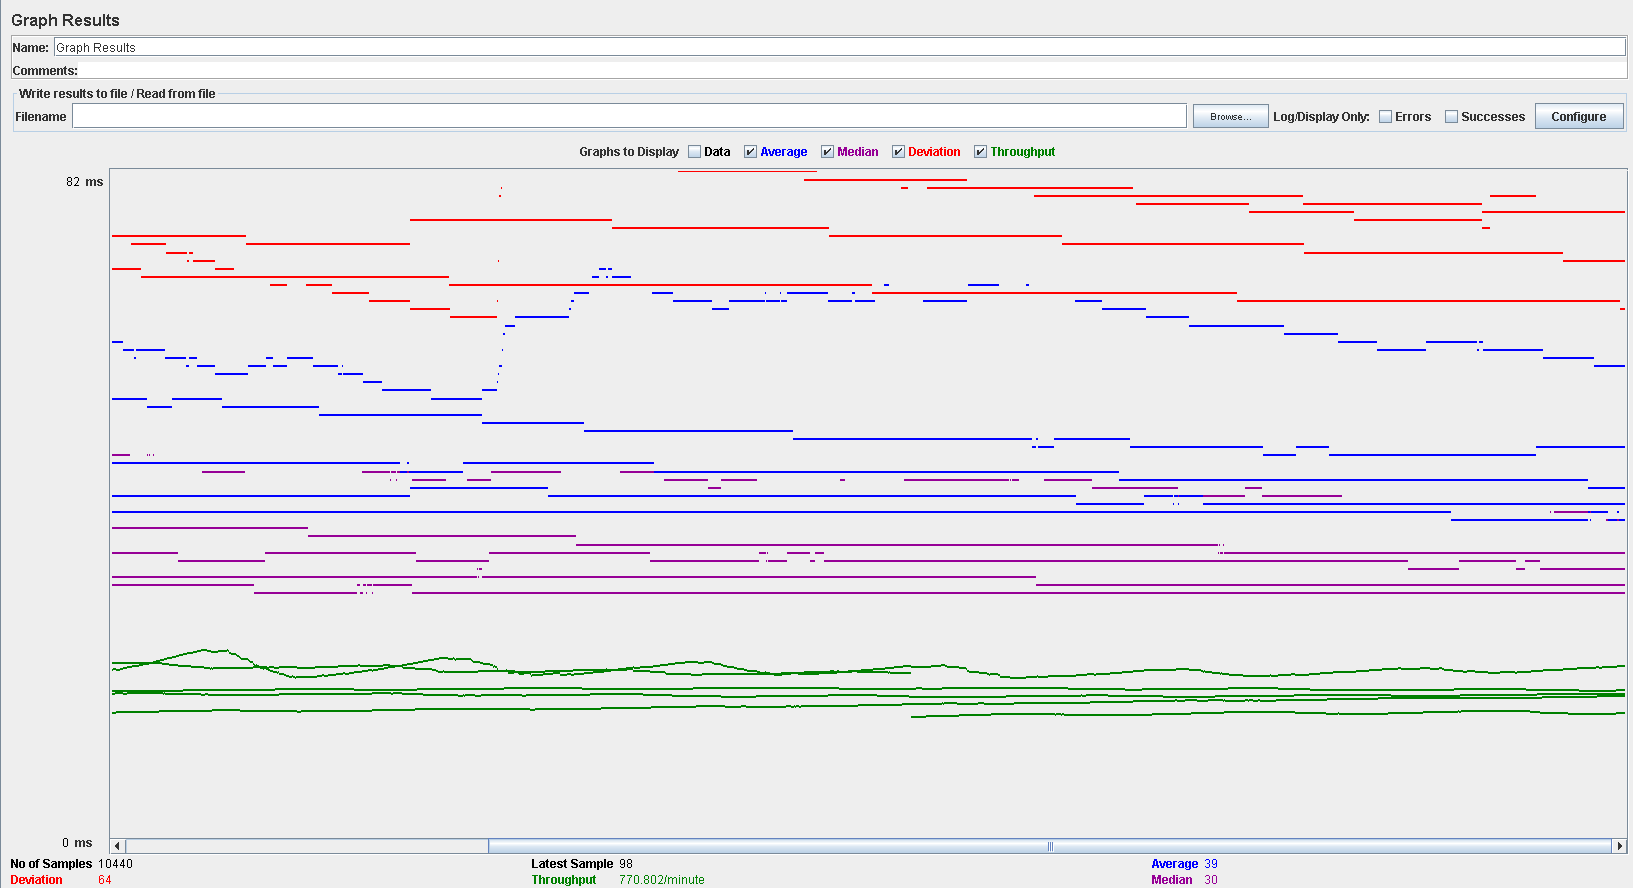 Graph Results
Name: Graph Results
Comments:
Write results to file / Read from file
Filename Browse... Log/Display Only: Errors Successes Configure
Graphs to Display Data Average Median Deviation Throughput
82 ms
0 ms
No of Samples 10440 Latest Sample 98 Average 39
Deviation 64 Throughput 770.802/minute Median 30